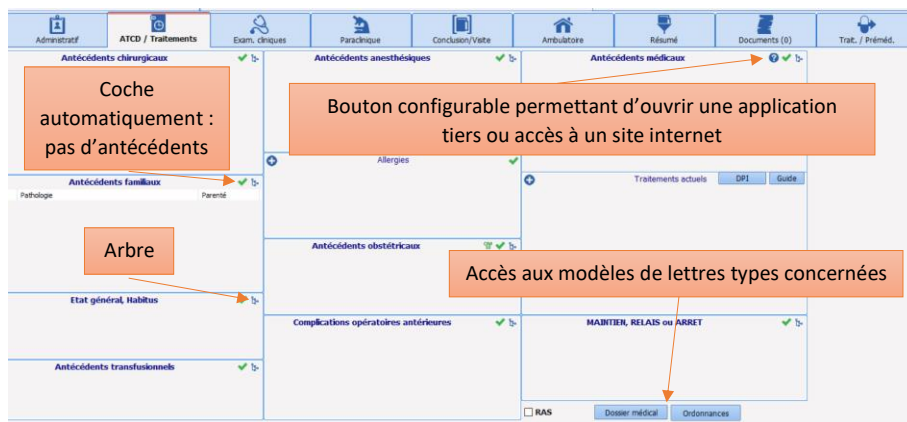 Administratif
ATCD / Traitements
Exam. cliniques
Paraclinique
Conclusion/Visite
Ambulatoire
Résumé
Documents (0)
Trait. / Préméd.
Antécédents chirurgicaux
Antécédents anesthésiques
Antécédents médicaux
Coche
automatiquement :
pas d’antécédents
Bouton configurable permettant d’ouvrir une application
tiers ou accès à un site internet
Allergies
Antécédents familiaux
Pathologie
Parenté
Traitements actuels
DPI
Guide
Arbre
Antécédents obstétricaux
Accès aux modèles de lettres types concernées
Etat général, Habitus
Complications opératoires antérieures
MAINTIEN, RELAIS ou ARRET
Antécédents transfusionnels
RAS
Dossier médical
Ordonnances